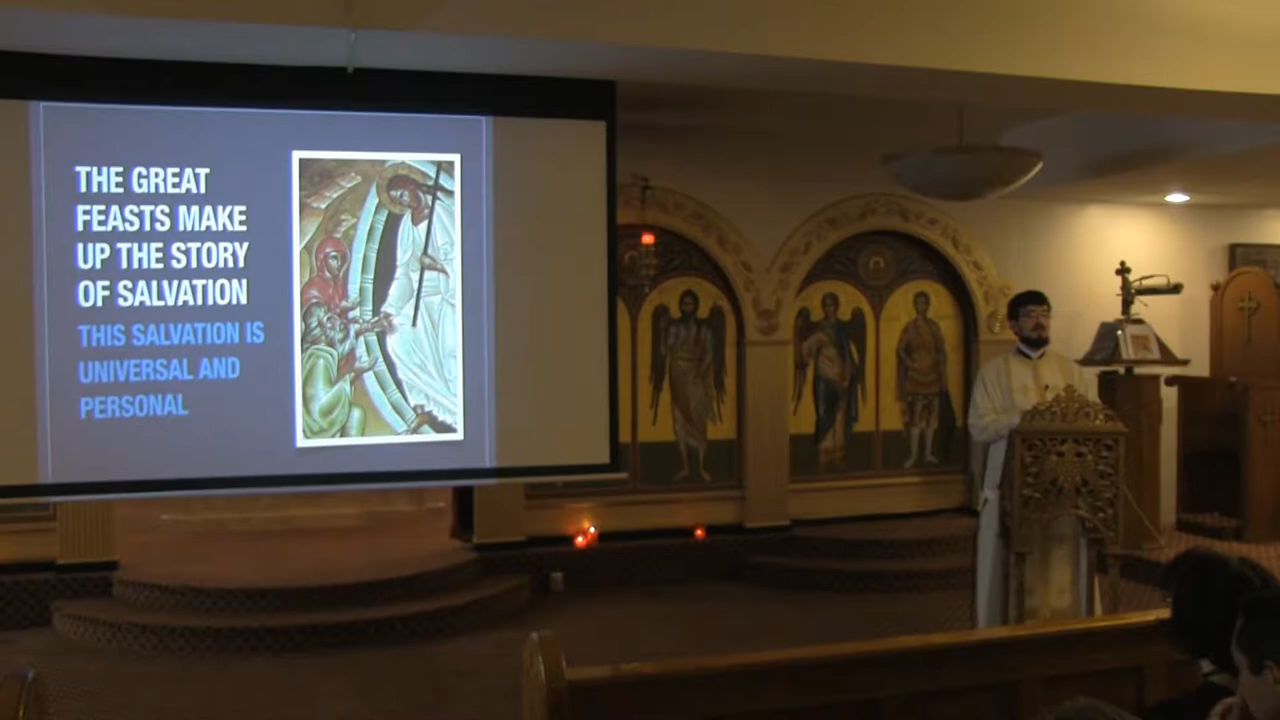 THE GREAT
FEASTS MAKE
UP THE STORY
OF SALVATION
THIS SALVATION IS
UNIVERSAL AND
PERSONAL